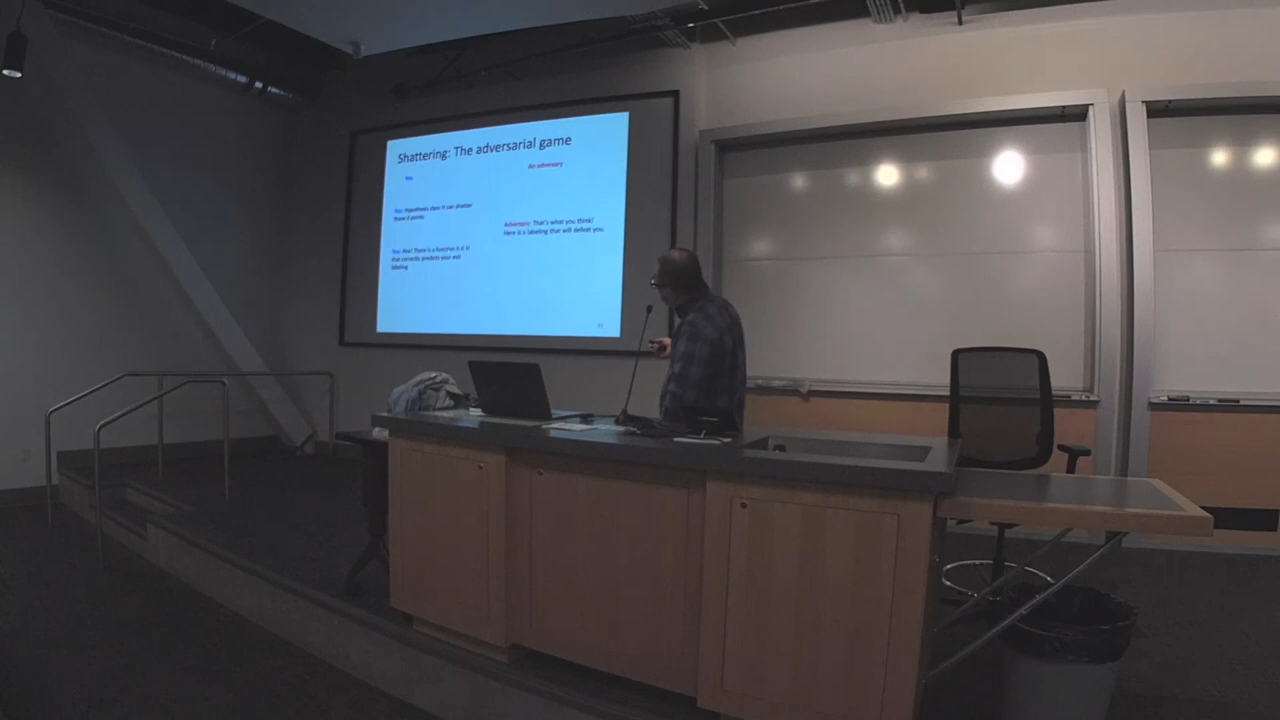 Shattering: The adversarial game
You
An adversary
You: Hypothesis class H can shatter
these d points
Adversary: That's what you think!
Here is a labeling that will defeat you.
You: Aha! There is a function h ∈ H
that correctly predicts your evil
labeling